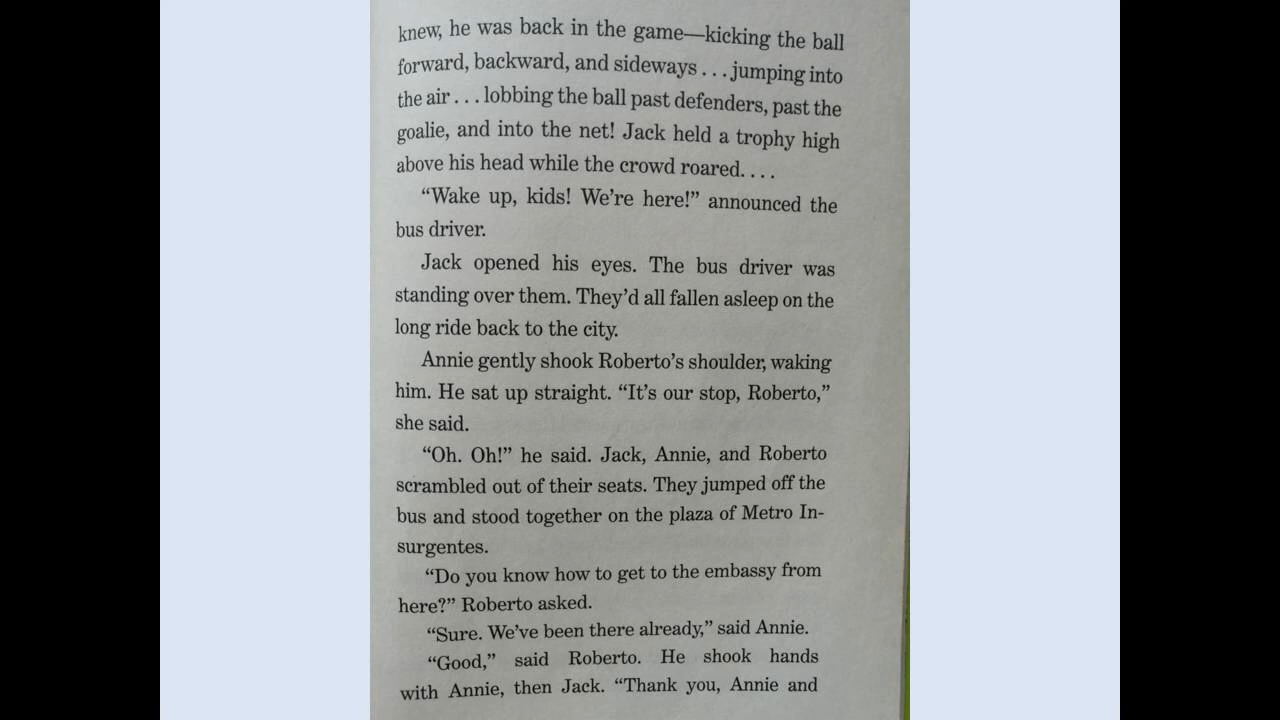 knew, he was back in the game—kicking the ball
forward, backward, and sideways . . . jumping into
the air . . . lobbing the ball past defenders, past the
goalie, and into the net! Jack held a trophy high
above his head while the crowd roared. . . .
“Wake up, kids! We’re here!” announced the
bus driver.
Jack opened his eyes. The bus driver was
standing over them. They’d all fallen asleep on the
long ride back to the city.
Annie gently shook Roberto’s shoulder, waking
him. He sat up straight. “It’s our stop, Roberto,”
she said.
“Oh. Oh!” he said. Jack, Annie, and Roberto
scrambled out of their seats. They jumped off the
bus and stood together on the plaza of Metro In-
surgentes.
“Do you know how to get to the embassy from
here?” Roberto asked.
“Sure. We’ve been there already,” said Annie.
“Good,” said Roberto. He shook hands
with Annie, then Jack. “Thank you, Annie and